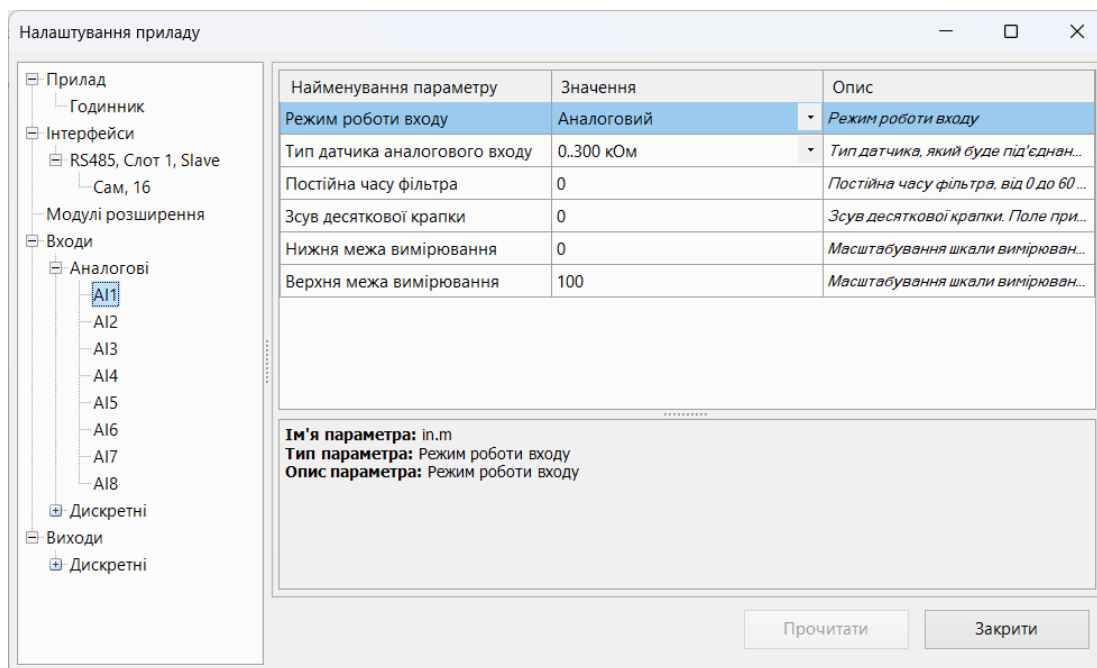 Налаштування приладу
Прилад
Годинник
Інтерфейси
RS485, Слот 1, Slave
Сам, 16
Модулі розширення
Входи
Аналогові
AI1
AI2
AI3
AI4
AI5
AI6
AI7
AI8
Дискретні
Виходи
Дискретні
Найменування параметру Значення Опис
Режим роботи входу Аналоговий Режим роботи входу
Тип датчика аналогового входу 0..300 кОм Тип датчика, який буде під'єднан...
Постійна часу фільтра 0 Постійна часу фільтра, від 0 до 60 ...
Зсув десяткової крапки 0 Зсув десяткової крапки. Поле при...
Нижня межа вимірювання 0 Масштабування шкали вимірюван...
Верхня межа вимірювання 100 Масштабування шкали вимірюван...
Ім'я параметра: in.m
Тип параметра: Режим роботи входу
Опис параметра: Режим роботи входу
Прочитати Закрити